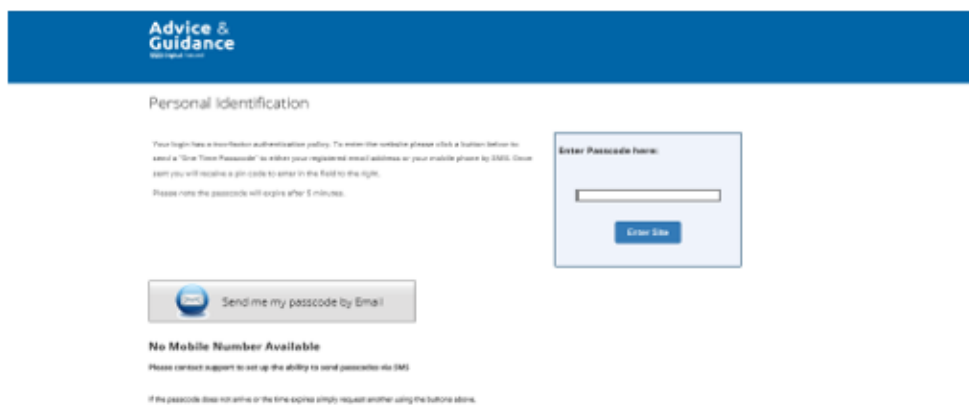 Advice &
Guidance
Personal Identification
Your login has a two-factor authentication policy. To enter the website please click a button below to
send a "One Time Passcode" to either your registered email address or your mobile phone by SMS. Once
sent you will receive a pin code to enter in the field to the right.
Please note the passcode will expire after 5 minutes.
Enter Passcode here:
Enter Site
Send me my passcode by Email
No Mobile Number Available
Please contact support to set up the ability to send passcodes via SMS
If the passcode does not arrive or the time expires simply request another using the buttons above.